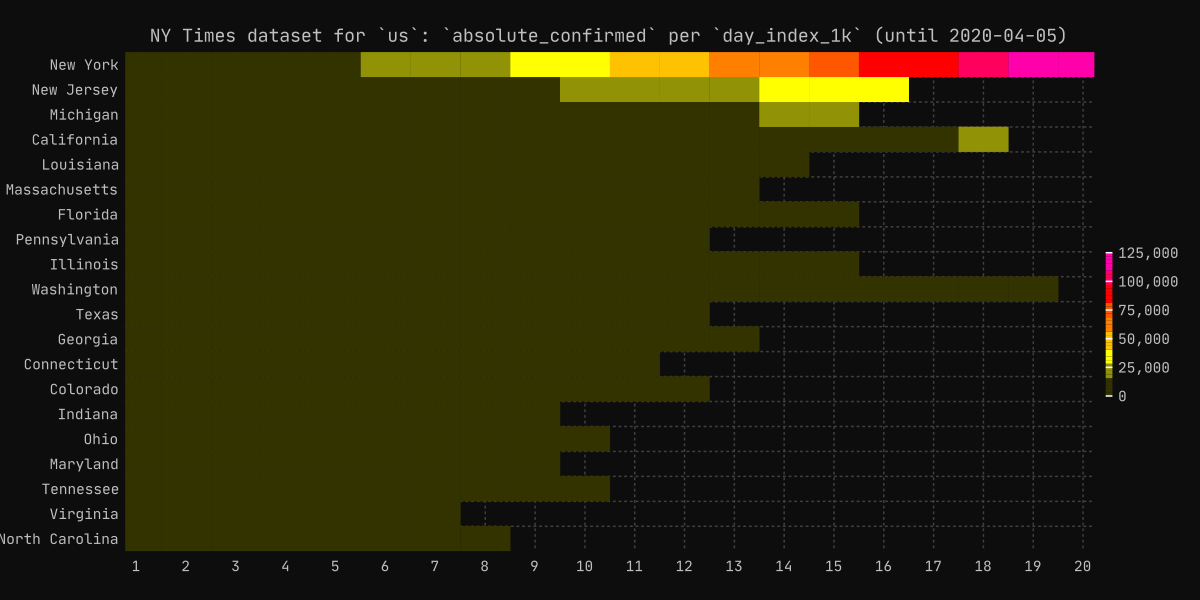 NY Times dataset for `us`: `absolute_confirmed` per `day_index_1k` (until 2020-04-05)
New York
New Jersey
Michigan
California
Louisiana
Massachusetts
Florida
Pennsylvania
Illinois
Washington
Texas
Georgia
Connecticut
Colorado
Indiana
Ohio
Maryland
Tennessee
Virginia
North Carolina
1 2 3 4 5 6 7 8 9 10 11 12 13 14 15 16 17 18 19 20
125,000
100,000
75,000
50,000
25,000
0